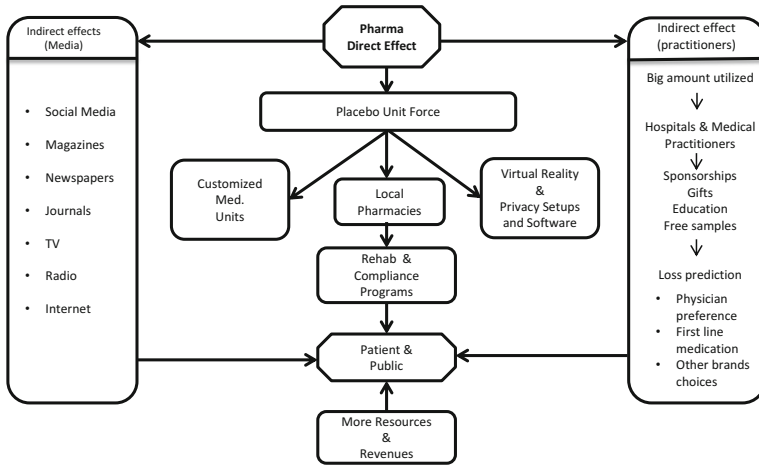 Indirect effects
(Media)
• Social Media
• Magazines
• Newspapers
• Journals
• TV
• Radio
• Internet
Pharma
Direct Effect
Placebo Unit Force
Customized
Med.
Units
Local
Pharmacies
Virtual Reality
&
Privacy Setups
and Software
Rehab &
Compliance
Programs
Patient &
Public
More Resources
&
Revenues
Indirect effect
(practitioners)
Big amount utilized
Hospitals & Medical
Practitioners
Sponsorships
Gifts
Education
Free samples
Loss prediction
• Physician
preference
• First line
medication
• Other brands
choices